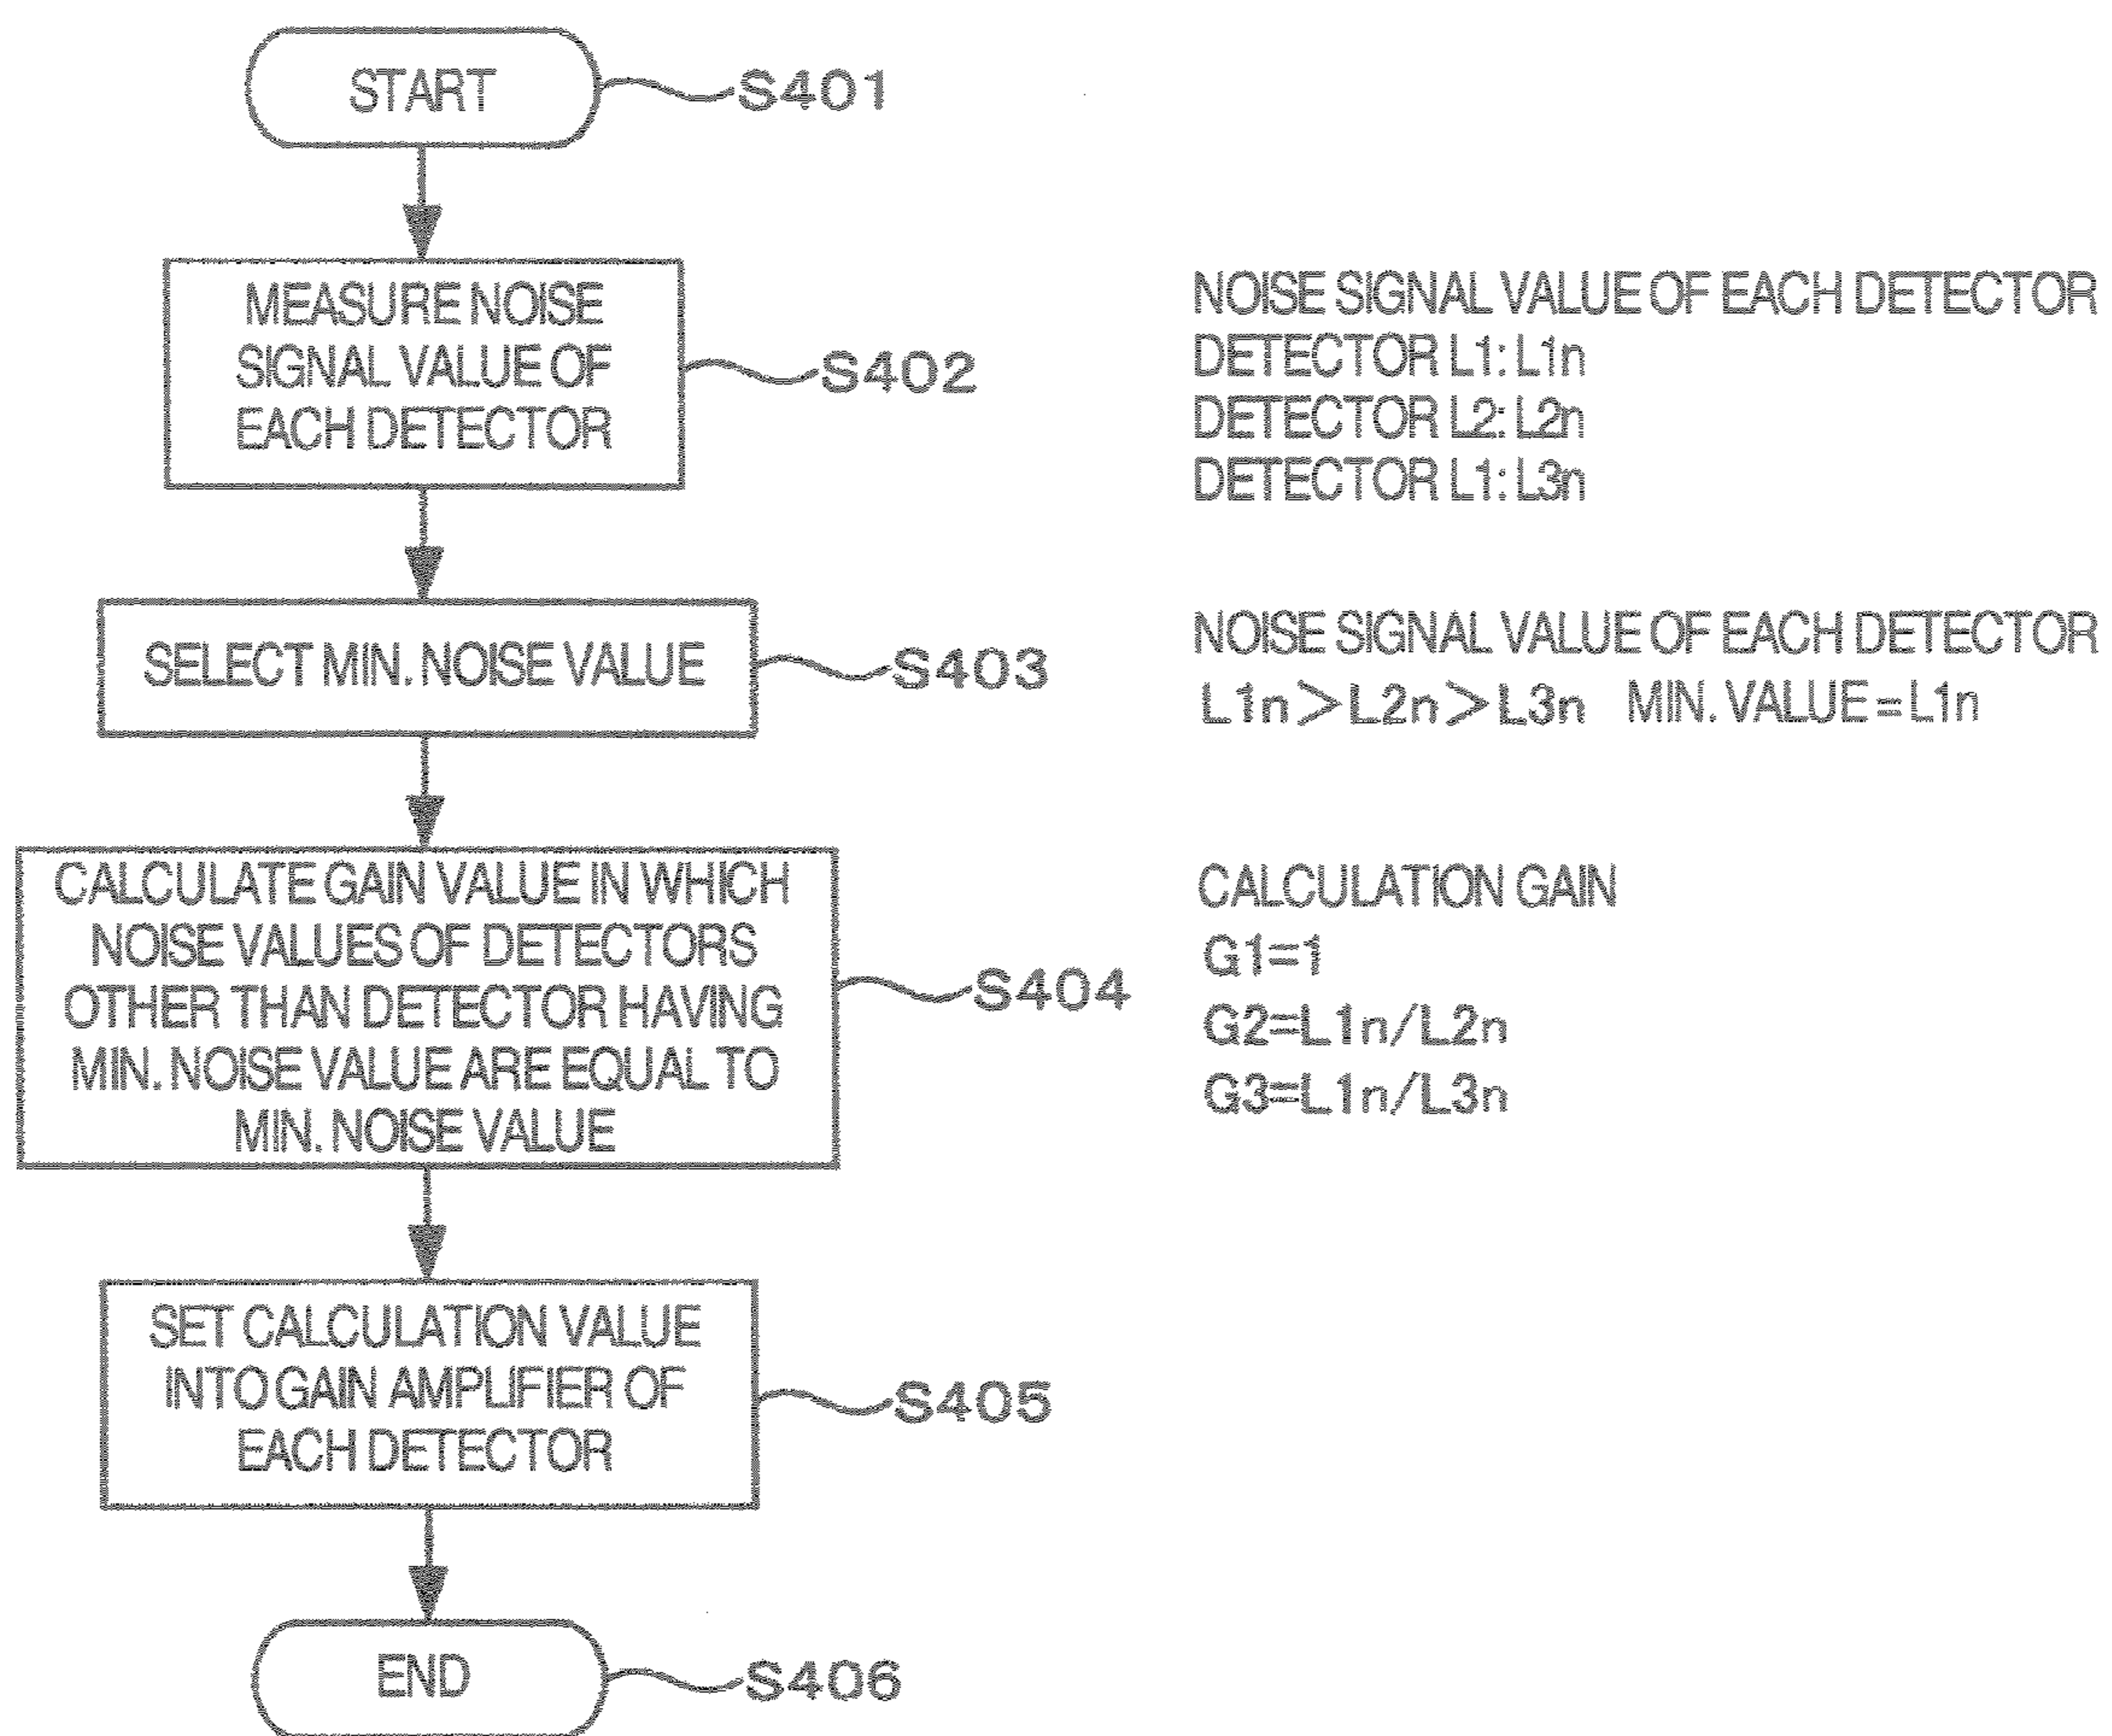 START
S401
MEASURE NOISE
SIGNAL VALUE OF
EACH DETECTOR
S402
NOISE SIGNAL VALUE OF EACH DETECTOR
DETECTOR L1: L1n
DETECTOR L2: L2n
DETECTOR L1: L3n
SELECT MIN. NOISE VALUE
S403
NOISE SIGNAL VALUE OF EACH DETECTOR
L1n>L2n>L3n MIN. VALUE=L1n
CALCULATE GAIN VALUE IN WHICH
NOISE VALUES OF DETECTORS
OTHER THAN DETECTOR HAVING
MIN. NOISE VALUE ARE EQUAL TO
MIN. NOISE VALUE
S404
CALCULATION GAIN
G1=1
G2=L1n/L2n
G3=L1n/L3n
SET CALCULATION VALUE
INTO GAIN AMPLIFIER OF
EACH DETECTOR
S405
END
S406